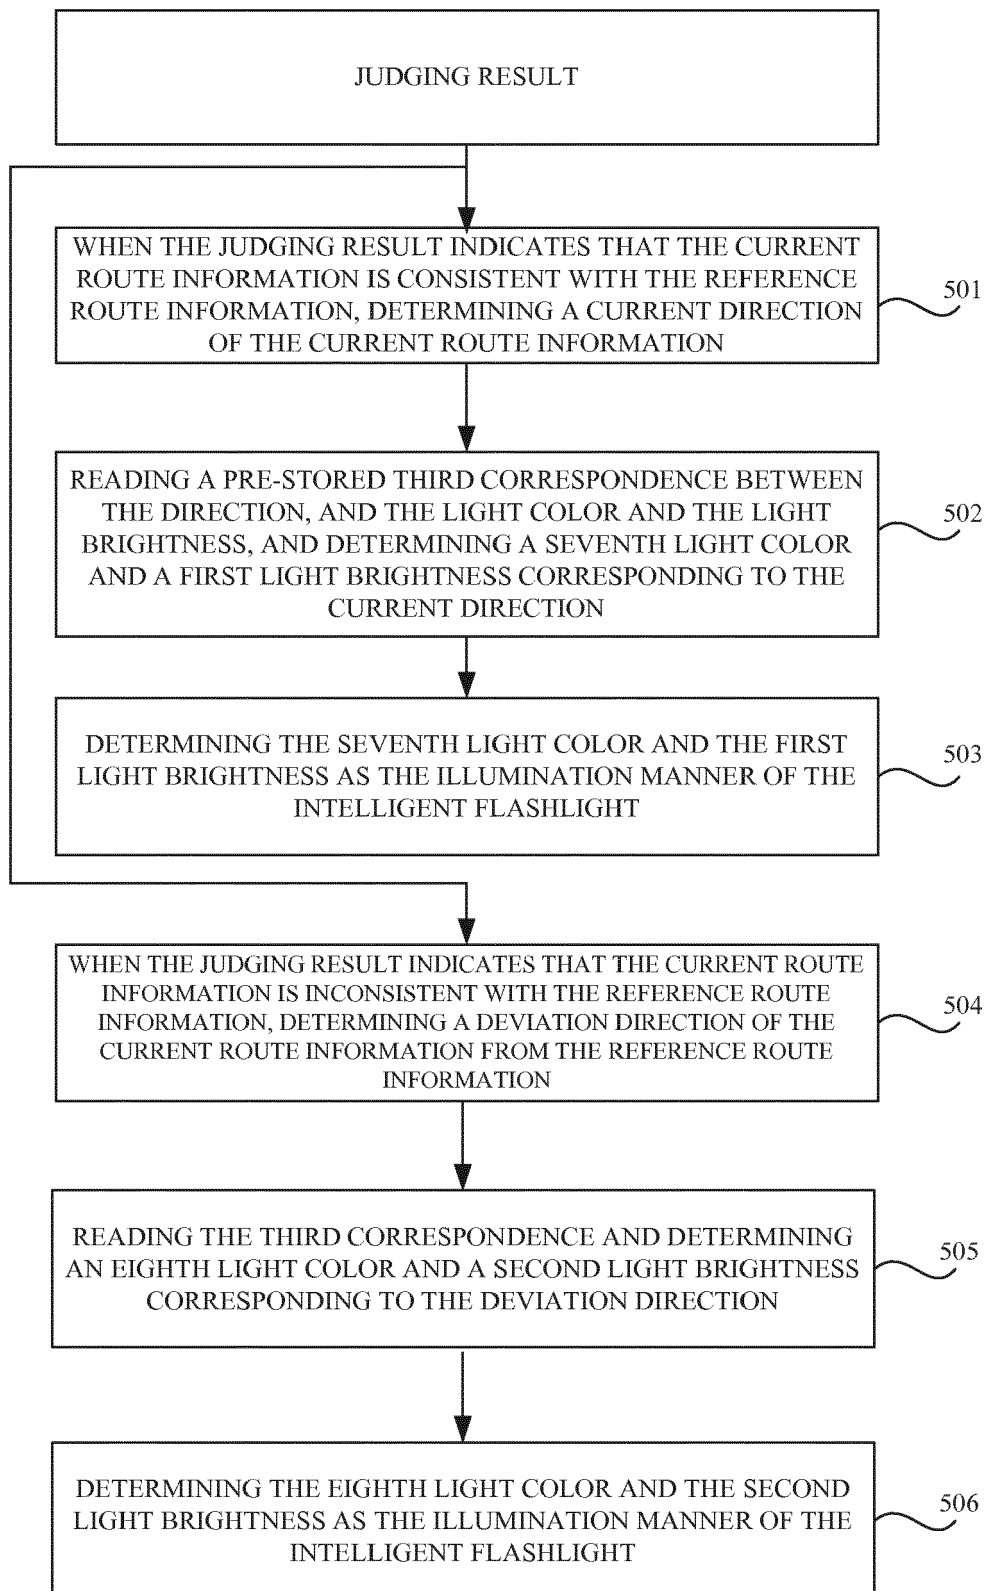 JUDGING RESULT
WHEN THE JUDGING RESULT INDICATES THAT THE CURRENT
ROUTE INFORMATION IS CONSISTENT WITH THE REFERENCE
ROUTE INFORMATION, DETERMINING A CURRENT DIRECTION
OF THE CURRENT ROUTE INFORMATION
501
READING A PRE-STORED THIRD CORRESPONDENCE BETWEEN
THE DIRECTION, AND THE LIGHT COLOR AND THE LIGHT
BRIGHTNESS, AND DETERMINING A SEVENTH LIGHT COLOR
AND A FIRST LIGHT BRIGHTNESS CORRESPONDING TO THE
CURRENT DIRECTION
502
DETERMINING THE SEVENTH LIGHT COLOR AND THE FIRST
LIGHT BRIGHTNESS AS THE ILLUMINATION MANNER OF THE
INTELLIGENT FLASHLIGHT
503
WHEN THE JUDGING RESULT INDICATES THAT THE CURRENT ROUTE
INFORMATION IS INCONSISTENT WITH THE REFERENCE ROUTE
INFORMATION, DETERMINING A DEVIATION DIRECTION OF THE
CURRENT ROUTE INFORMATION FROM THE REFERENCE ROUTE
INFORMATION
504
READING THE THIRD CORRESPONDENCE AND DETERMINING
AN EIGHTH LIGHT COLOR AND A SECOND LIGHT BRIGHTNESS
CORRESPONDING TO THE DEVIATION DIRECTION
505
DETERMINING THE EIGHTH LIGHT COLOR AND THE SECOND
LIGHT BRIGHTNESS AS THE ILLUMINATION MANNER OF THE
INTELLIGENT FLASHLIGHT
506